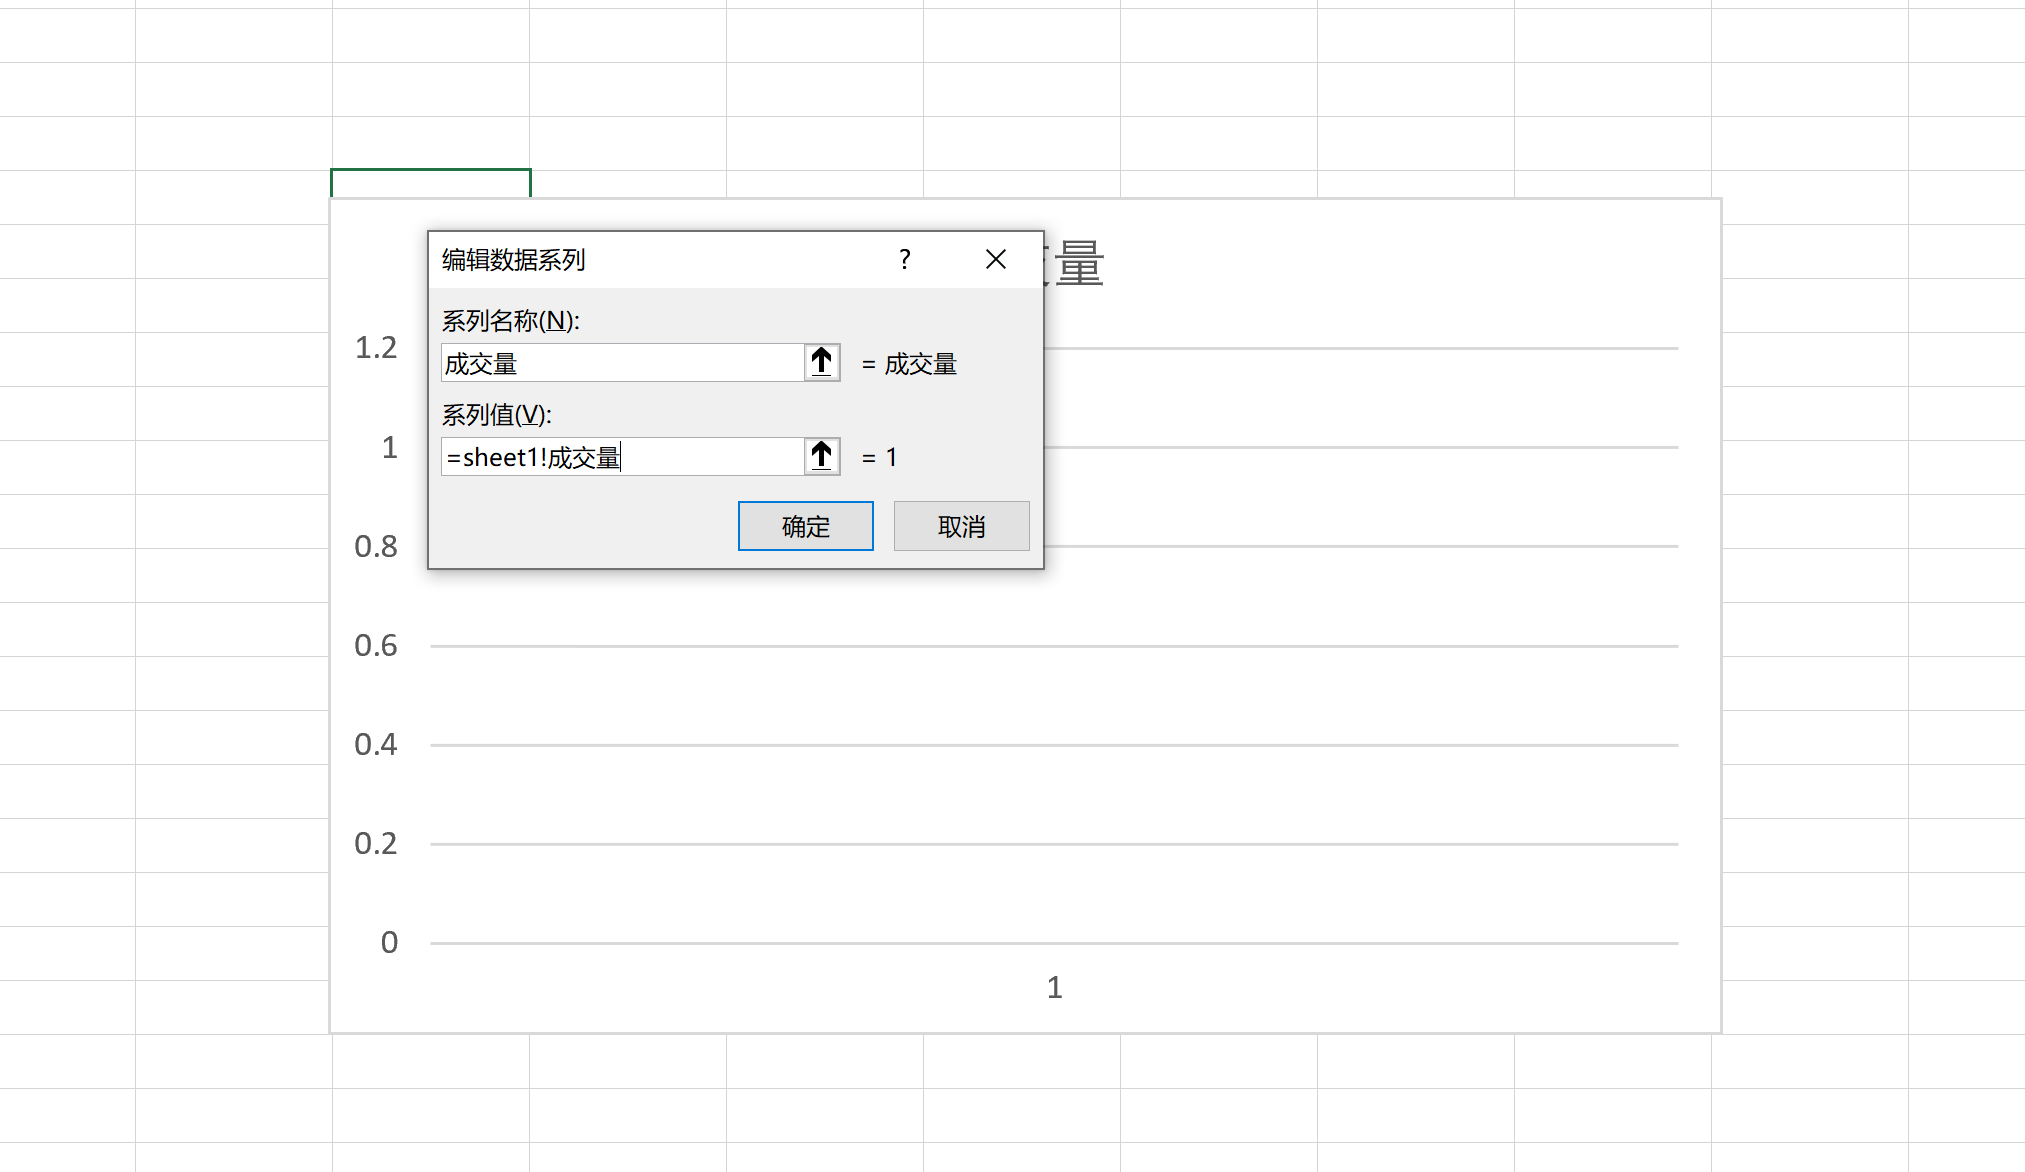 编辑数据系列 ?
量
系列名称(N):
成交量 = 成交量
系列值(V):
=sheet1!成交量 = 1
确定 取消
1.2
1
0.8
0.6
0.4
0.2
0
1